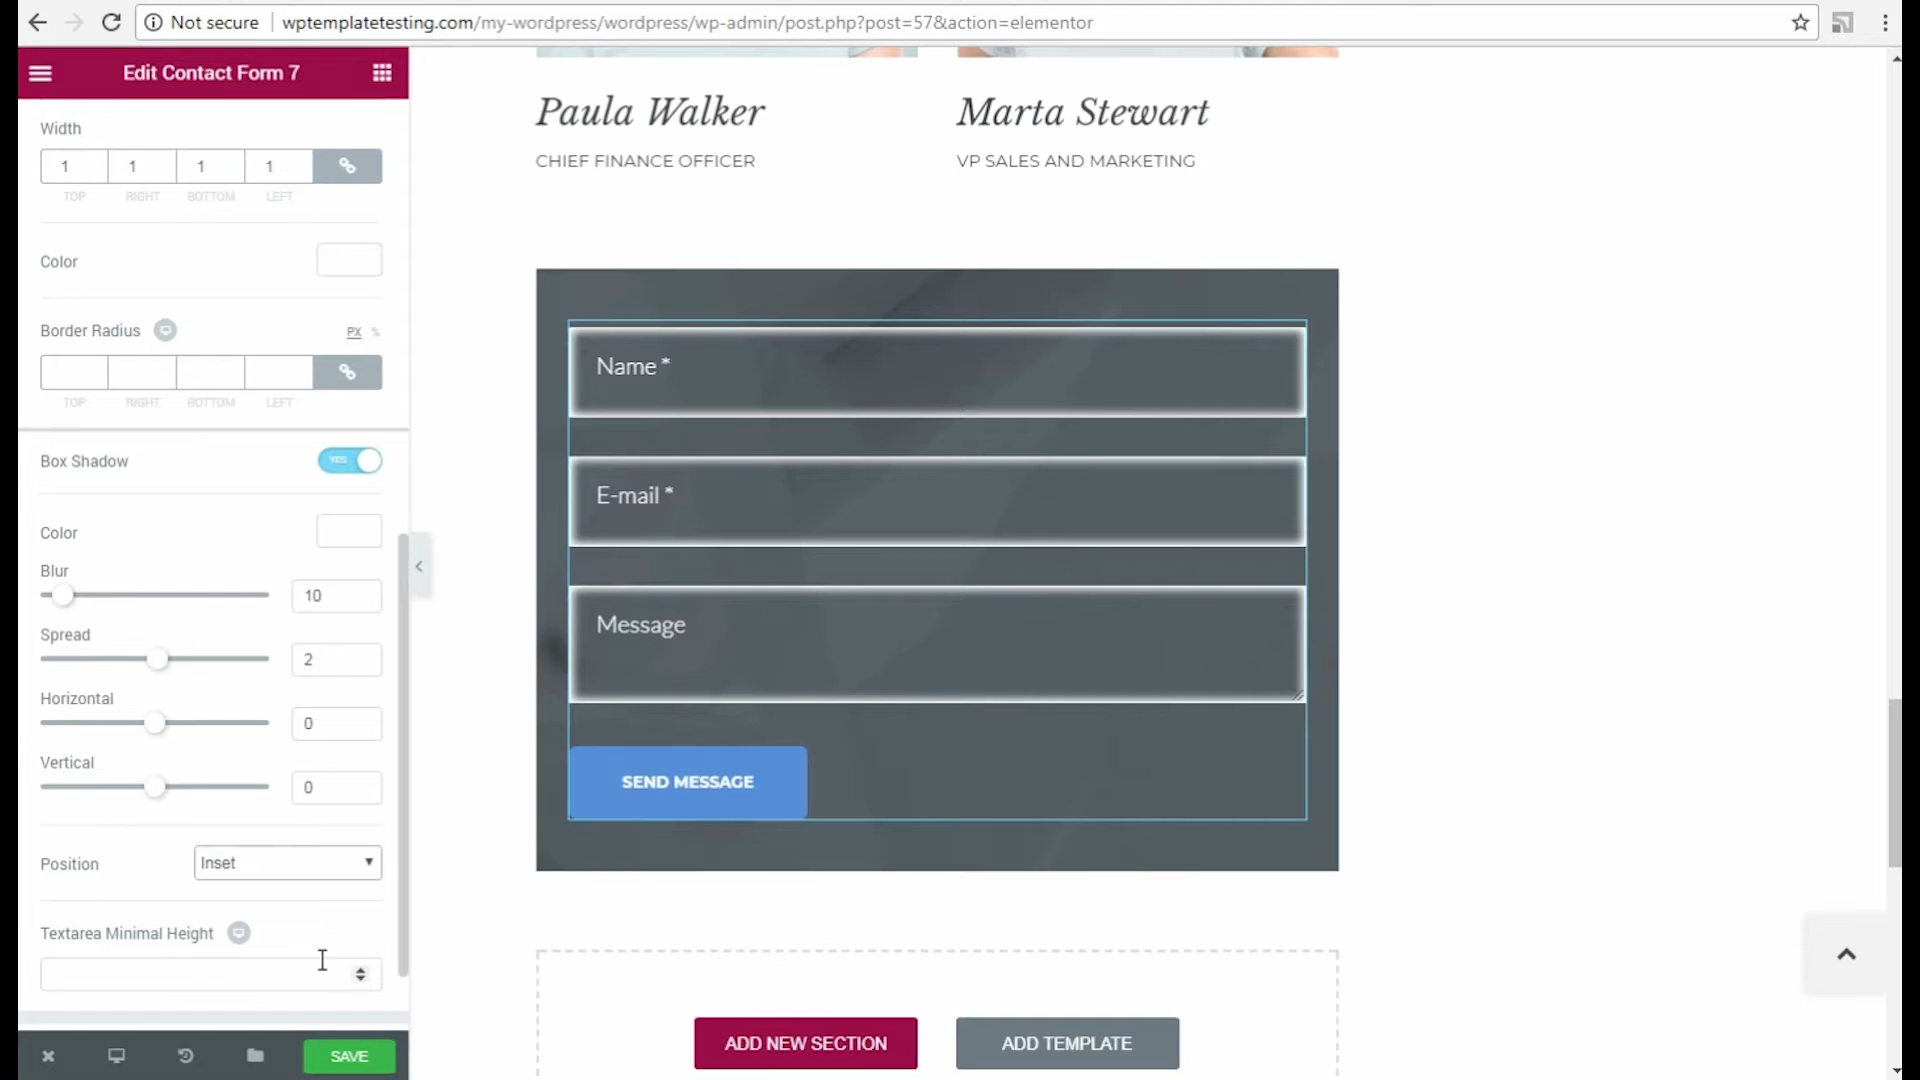 Not secure
wptemplatetesting.com/my-wordpress/wordpress/wp-admin/post.php?post=57&action=elementor
Edit Contact Form 7
Width
1 1 1 1
TOP RIGHT BOTTOM LEFT
Color
Border Radius
PX %
TOP RIGHT BOTTOM LEFT
Box Shadow
YES
Color
Blur
10
Spread
2
Horizontal
0
Vertical
0
Position
Inset
Textarea Minimal Height
SAVE
Paula Walker
CHIEF FINANCE OFFICER
Marta Stewart
VP SALES AND MARKETING
Name *
E-mail *
Message
SEND MESSAGE
ADD NEW SECTION
ADD TEMPLATE